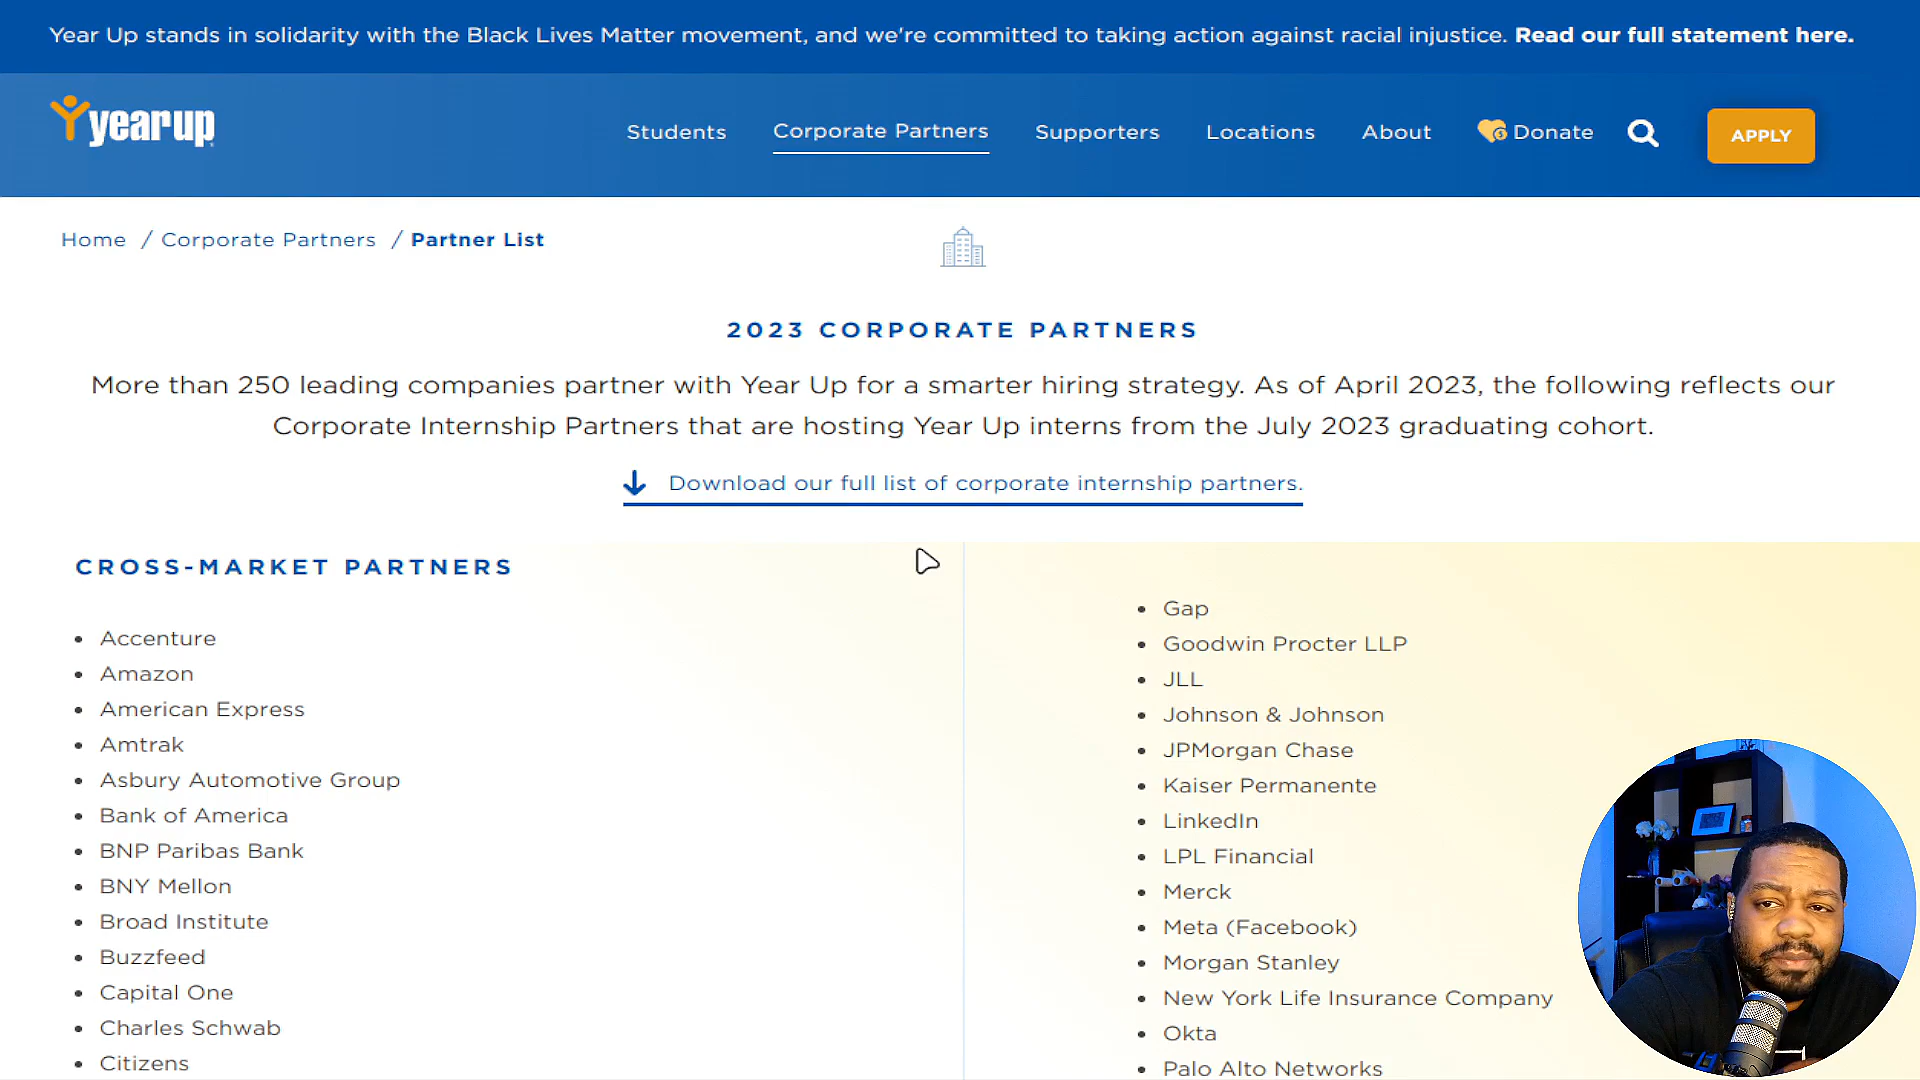 Year Up stands in solidarity with the Black Lives Matter movement, and we're committed to taking action against racial injustice. Read our full statement here.
year up
Students
Corporate Partners
Supporters
Locations
About
Donate
APPLY
Home / Corporate Partners / Partner List
2023 CORPORATE PARTNERS
More than 250 leading companies partner with Year Up for a smarter hiring strategy. As of April 2023, the following reflects our
Corporate Internship Partners that are hosting Year Up interns from the July 2023 graduating cohort.
Download our full list of corporate internship partners.
CROSS-MARKET PARTNERS
Accenture
Amazon
American Express
Amtrak
Asbury Automotive Group
Bank of America
BNP Paribas Bank
BNY Mellon
Broad Institute
Buzzfeed
Capital One
Charles Schwab
Citizens
Gap
Goodwin Procter LLP
JLL
Johnson & Johnson
JPMorgan Chase
Kaiser Permanente
LinkedIn
LPL Financial
Merck
Meta (Facebook)
Morgan Stanley
New York Life Insurance Company
Okta
Palo Alto Networks